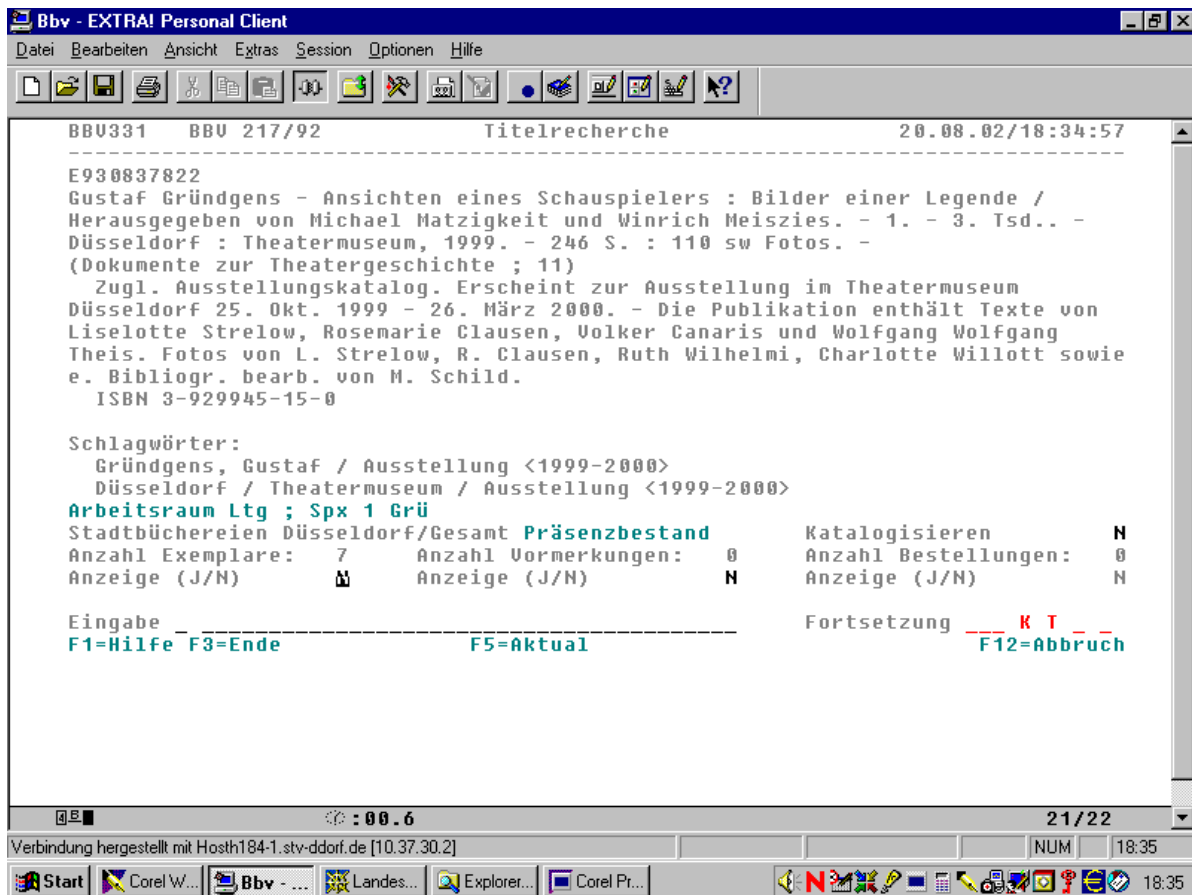 Bbv - EXTRA! Personal Client
Datei Bearbeiten Ansicht Extras Session Optionen Hilfe
BBV331 BBV 217/92 Titelrecherche 20.08.02/18:34:57
E930837822
Gustaf Gründgens - Ansichten eines Schauspielers : Bilder einer Legende /
Herausgegeben von Michael Matzigkeit und Winrich Meiszies. - 1. - 3. Tsd.. -
Düsseldorf : Theatermuseum, 1999. - 246 S. : 110 sw Fotos. -
(Dokumente zur Theatergeschichte ; 11)
Zugl. Ausstellungskatalog. Erscheint zur Ausstellung im Theatermuseum
Düsseldorf 25. Okt. 1999 - 26. März 2000. - Die Publikation enthält Texte von
Liselotte Strelow, Rosemarie Clausen, Volker Canaris und Wolfgang Wolfgang
Theis. Fotos von L. Strelow, R. Clausen, Ruth Wilhelmi, Charlotte Willott sowie
e. Bibliogr. bearb. von M. Schild.
ISBN 3-929945-15-0
Schlagwörter:
Gründgens, Gustaf / Ausstellung <1999-2000>
Düsseldorf / Theatermuseum / Ausstellung <1999-2000>
Arbeitsraum Ltg ; Spx 1 Grü
Stadtbüchereien Düsseldorf/Gesamt Präsenzbestand Katalogisieren N
Anzahl Exemplare: 7 Anzahl Vormerkungen: 0 Anzahl Bestellungen: 0
Anzeige (J/N) Anzeige (J/N) N Anzeige (J/N) N
Eingabe _ ______________________________________ Fortsetzung ___ K T _ _
F1=Hilfe F3=Ende F5=Aktual F12=Abbruch
:00.6 21/22
Verbindung hergestellt mit Hosth184-1.stv-ddorf.de [10.37.30.2] NUM 18:35
Start Corel W... Bbv - ... Landes... Explorer... Corel Pr... 18:35